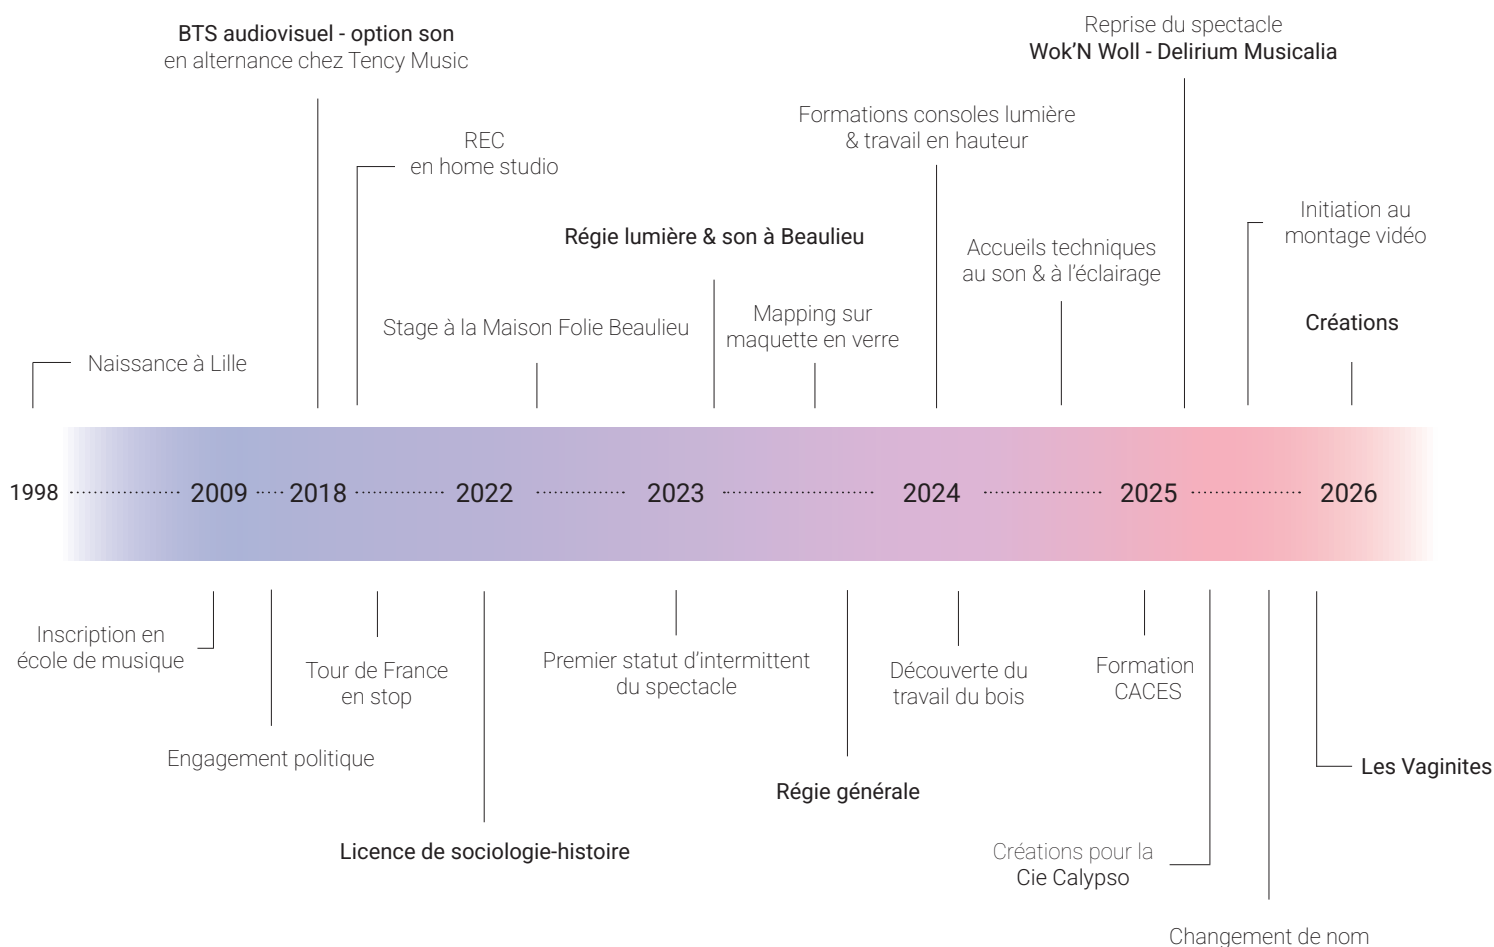 BTS audiovisuel - option son
en alternance chez Tency Music
Reprise du spectacle
Wok'N Woll - Delirium Musicalia
REC
en home studio
Formations consoles lumière
& travail en hauteur
Régie lumière & son à Beaulieu
Initiation au
montage vidéo
Accueils techniques
au son & à l'éclairage
Stage à la Maison Folie Beaulieu
Mapping sur
maquette en verre
Créations
Naissance à Lille
1998 2009 2018 2022 2023 2024 2025 2026
Inscription en
école de musique
Tour de France
en stop
Premier statut d'intermittent
du spectacle
Découverte du
travail du bois
Formation
CACES
Engagement politique
Régie générale
Les Vaginites
Licence de sociologie-histoire
Créations pour la
Cie Calypso
Changement de nom